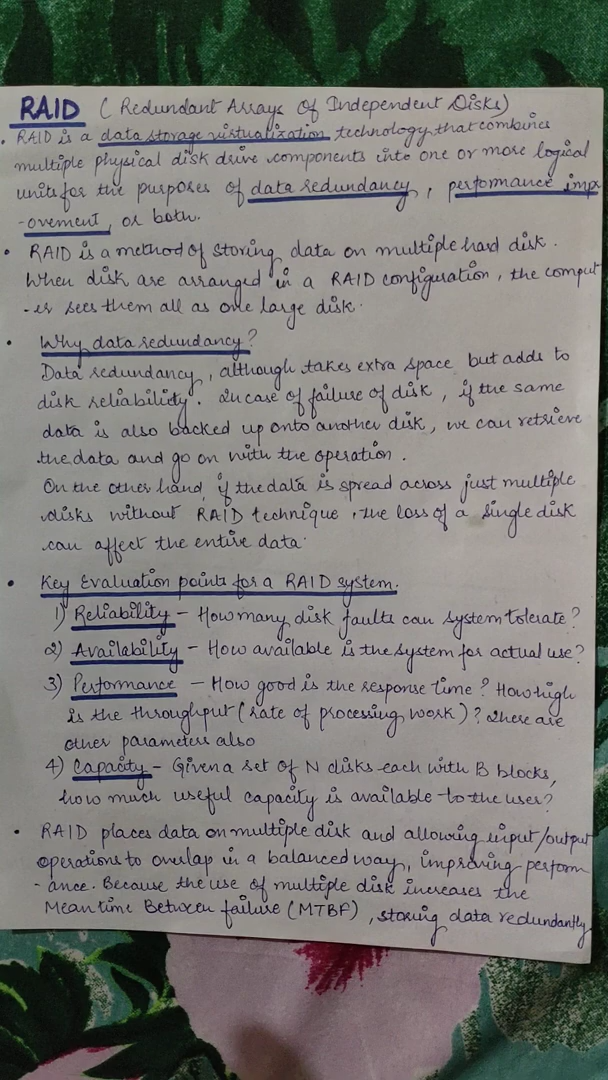 RAID ( Redundant Arrays Of Independent Disks)
• RAID is a data storage virtualization technology that combines
multiple physical disk drive components into one or more logical
units for the purposes of data redundancy , performance impr
-ovement, or both.
• RAID is a method of storing data on multiple hard disk .
When disk are arranged in a RAID configuration, the comput
-er sees them all as one large disk.
• Why data redundancy?
Data redundancy, although takes extra space but adds to
disk reliability. In case of failure of disk , if the same
data is also backed up onto another disk, we can retrieve
the data and go on with the operation .
On the other hand, if the data is spread across just multiple
disks without RAID technique , the loss of a single disk
can affect the entire data.
• Key Evaluation points for a RAID system.
1) Reliability – How many disk faults can system tolerate?
2) Availability – How available is the system for actual use?
3) Performance – How good is the response time ? How high
is the throughput (rate of processing work) ? There are
other parameters also
4) Capacity – Given a set of N disks each with B blocks,
how much useful capacity is available to the user?
• RAID places data on multiple disk and allowing input/output
operations to overlap in a balanced way, improving perform
-ance. Because the use of multiple disk increases the
Mean time Between failure (MTBF) , storing data redundantly